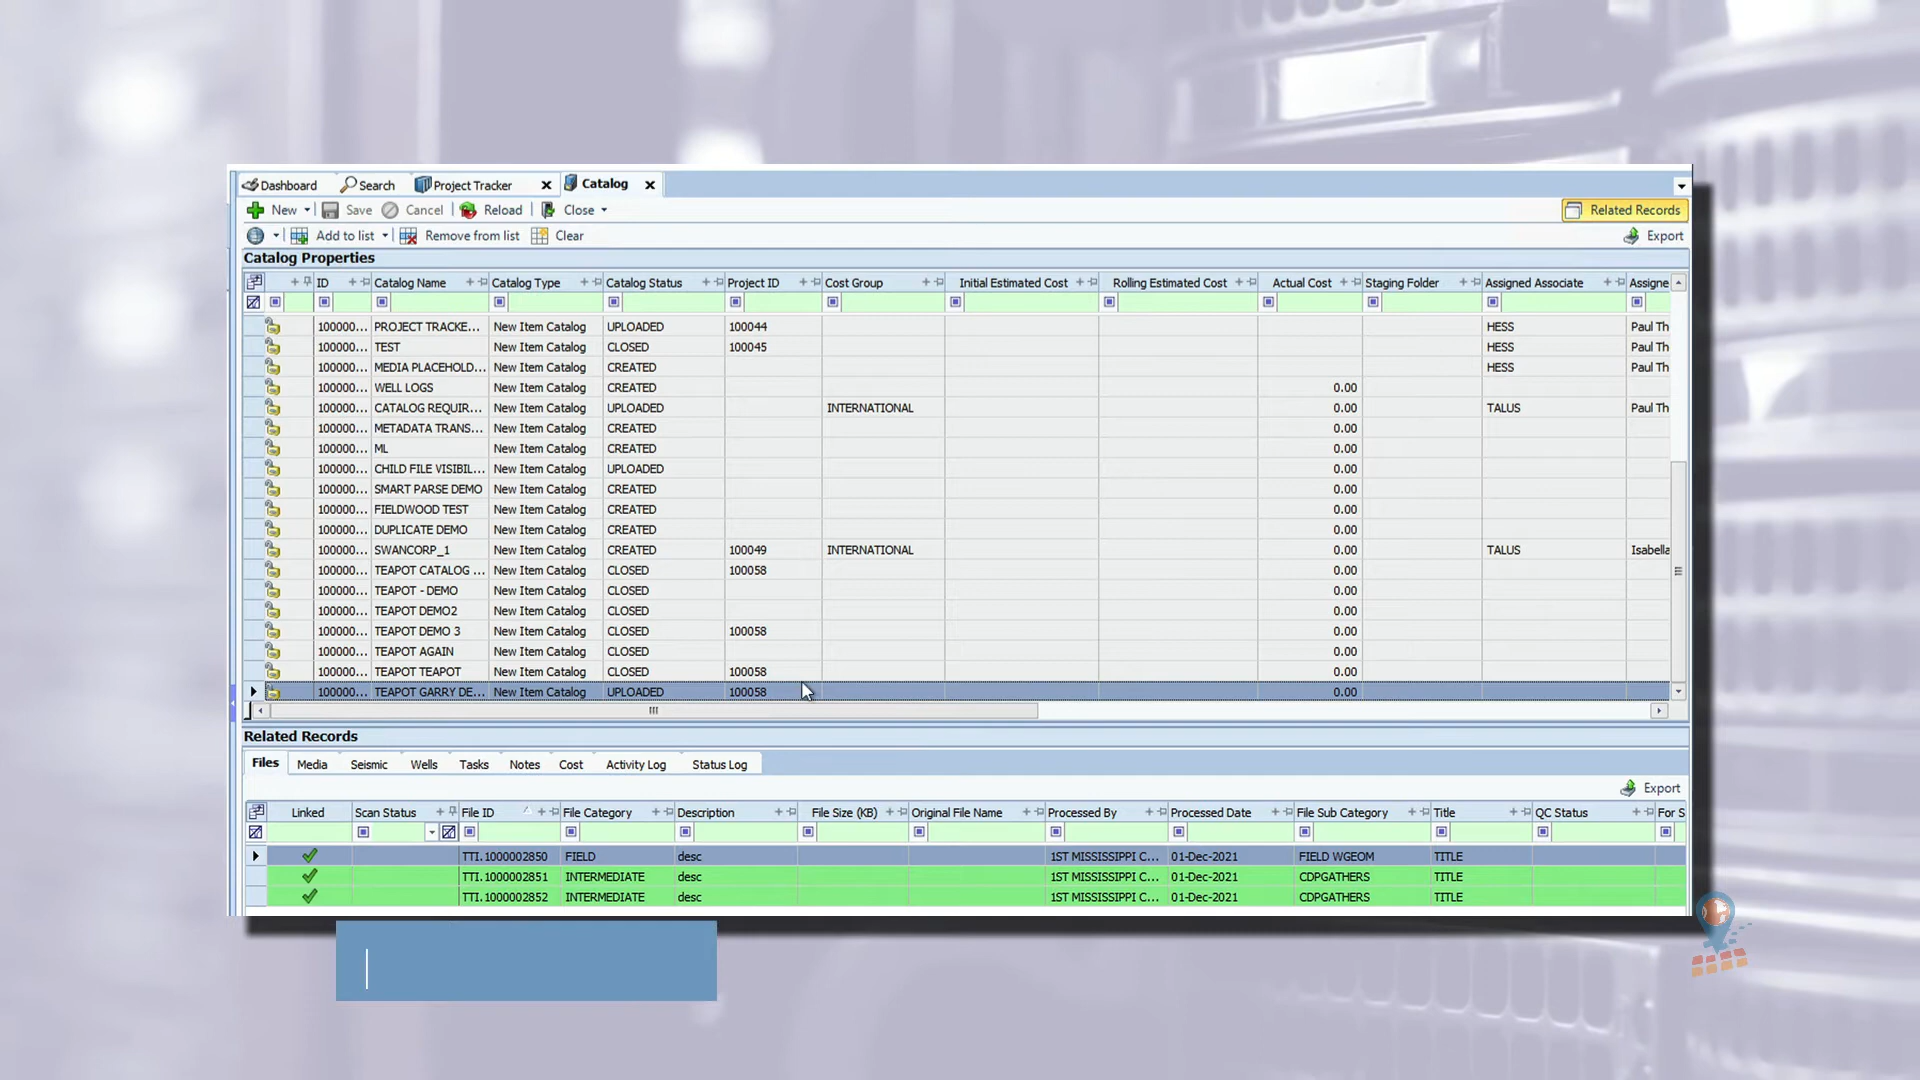 Dashboard Search Project Tracker Catalog
New Save Cancel Reload Close Related Records
Add to list Remove from list Clear Export
Catalog Properties
ID Catalog Name Catalog Type Catalog Status Project ID Cost Group Initial Estimated Cost Rolling Estimated Cost Actual Cost Staging Folder Assigned Associate Assigne
100000... PROJECT TRACKE... New Item Catalog UPLOADED 100044 HESS Paul Th
100000... TEST New Item Catalog CLOSED 100045 HESS Paul Th
100000... MEDIA PLACEHOLD... New Item Catalog CREATED HESS Paul Th
100000... WELL LOGS New Item Catalog CREATED 0.00
100000... CATALOG REQUIR... New Item Catalog UPLOADED INTERNATIONAL 0.00 TALUS Paul Th
100000... METADATA TRANS... New Item Catalog CREATED 0.00
100000... ML New Item Catalog CREATED 0.00
100000... CHILD FILE VISIBIL... New Item Catalog UPLOADED 0.00
100000... SMART PARSE DEMO New Item Catalog CREATED 0.00
100000... FIELDWOOD TEST New Item Catalog CREATED 0.00
100000... DUPLICATE DEMO New Item Catalog CREATED 0.00
100000... SWANCORP_1 New Item Catalog CREATED 100049 INTERNATIONAL 0.00 TALUS Isabella
100000... TEAPOT CATALOG ... New Item Catalog CLOSED 100058 0.00
100000... TEAPOT - DEMO New Item Catalog CLOSED 0.00
100000... TEAPOT DEMO2 New Item Catalog CLOSED 0.00
100000... TEAPOT DEMO 3 New Item Catalog CLOSED 100058 0.00
100000... TEAPOT AGAIN New Item Catalog CLOSED 0.00
100000... TEAPOT TEAPOT New Item Catalog CLOSED 100058 0.00
100000... TEAPOT GARRY DE... New Item Catalog UPLOADED 100058 0.00
Related Records
Files Media Seismic Wells Tasks Notes Cost Activity Log Status Log
Export
Linked Scan Status File ID File Category Description File Size (KB) Original File Name Processed By Processed Date File Sub Category Title QC Status For S
TTI.1000002850 FIELD desc 1ST MISSISSIPPI C... 01-Dec-2021 FIELD WGEOM TITLE
TTI.1000002851 INTERMEDIATE desc 1ST MISSISSIPPI C... 01-Dec-2021 CDPGATHERS TITLE
TTI.1000002852 INTERMEDIATE desc 1ST MISSISSIPPI C... 01-Dec-2021 CDPGATHERS TITLE